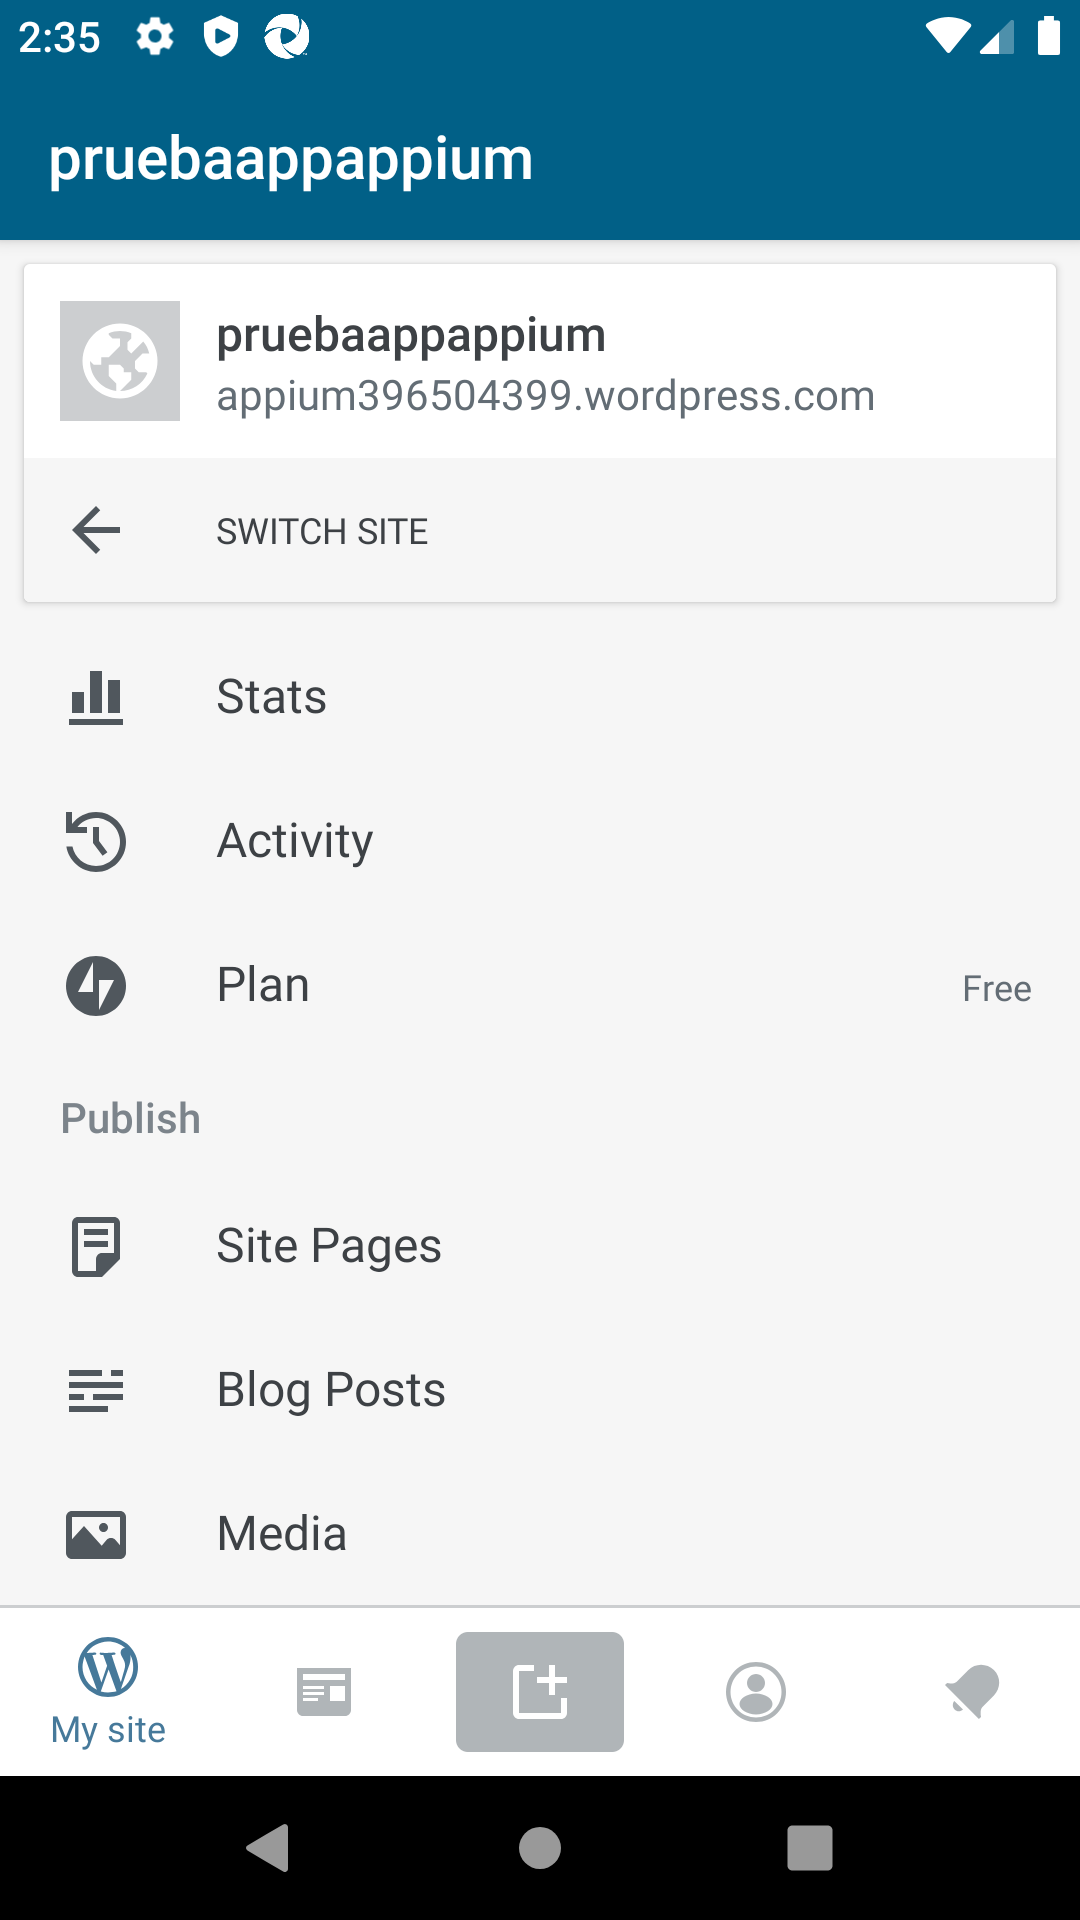 2:35
pruebaappappium
pruebaappappium
appium396504399.wordpress.com
SWITCH SITE
Stats
Activity
Plan
Free
Publish
Site Pages
Blog Posts
Media
My site